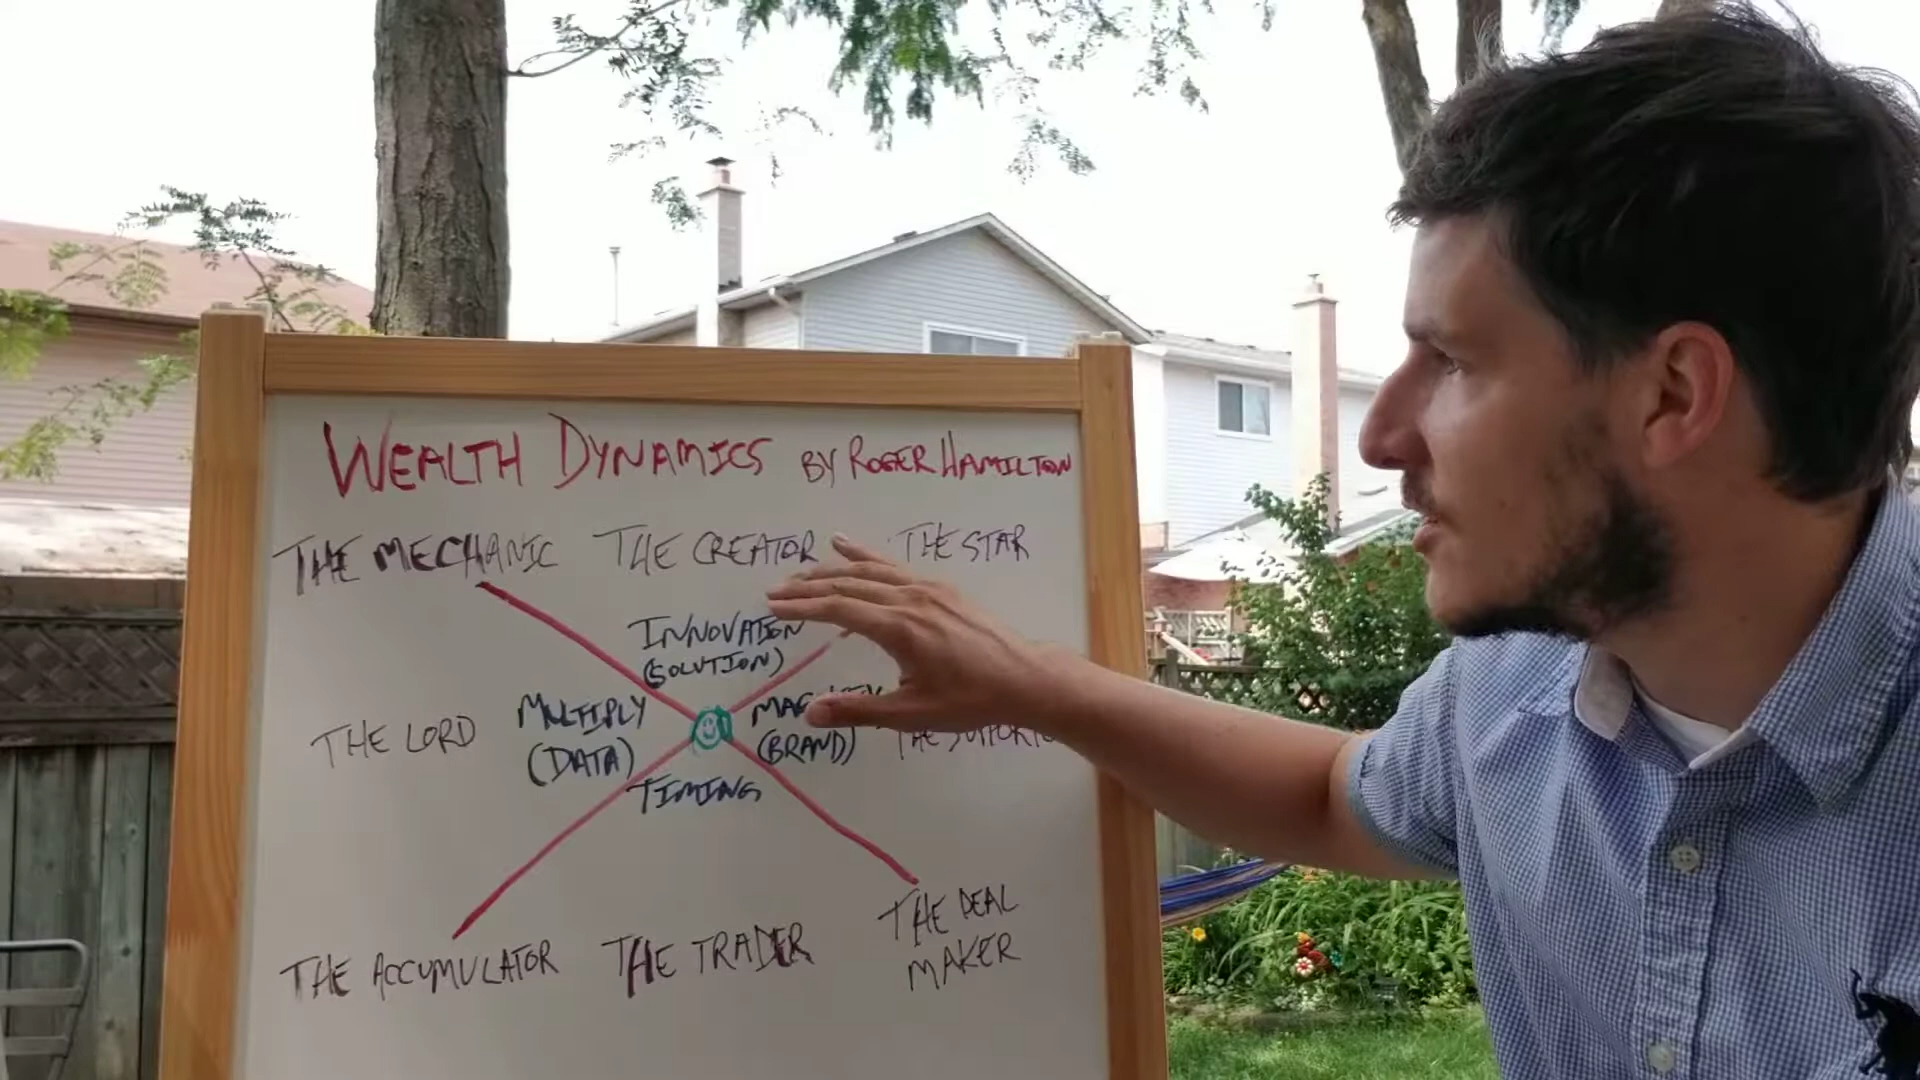 WEALTH DYNAMICS BY ROGER HAMILTON
THE MECHANIC THE CREATOR THE STAR
INNOVATION
(SOLUTION)
THE LORD
MULTIPLY
(DATA)
(BRAND)
TIMING
THE ACCUMULATOR THE TRADER
THE DEAL
MAKER